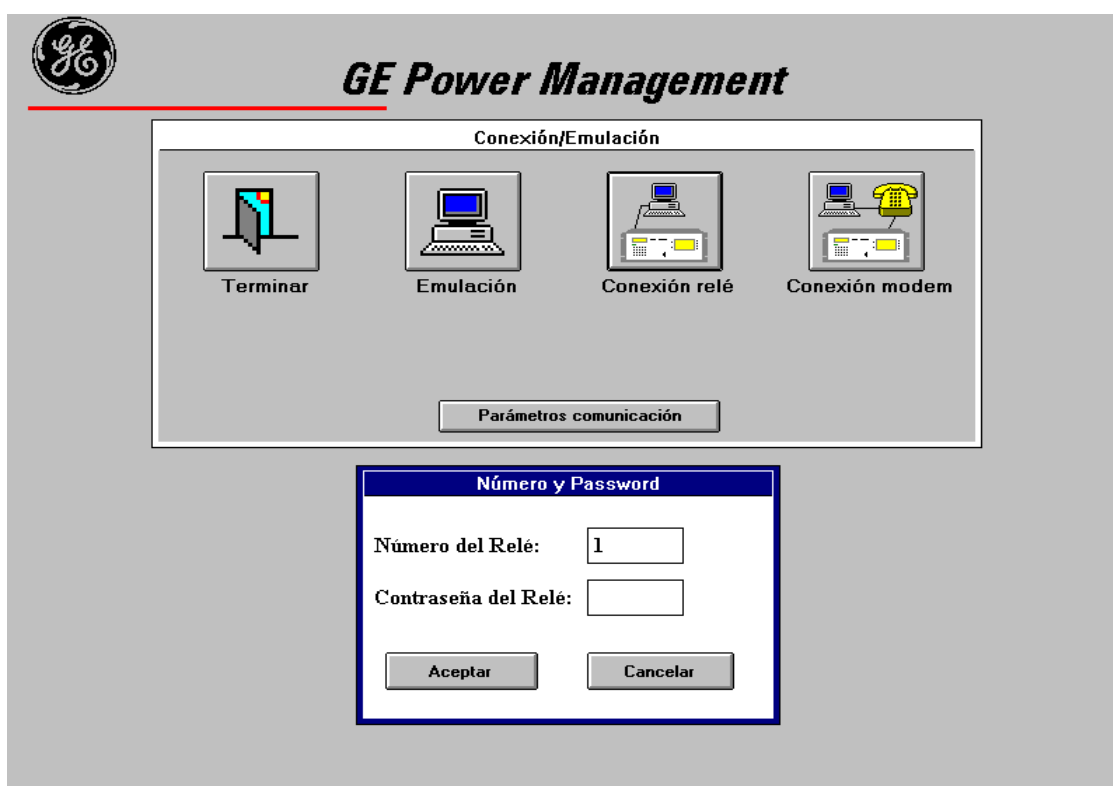 GE
GE Power Management
Conexión/Emulación
Terminar
Emulación
Conexión relé
Conexión modem
Parámetros comunicación
Número y Password
Número del Relé: 1
Contraseña del Relé:
Aceptar
Cancelar